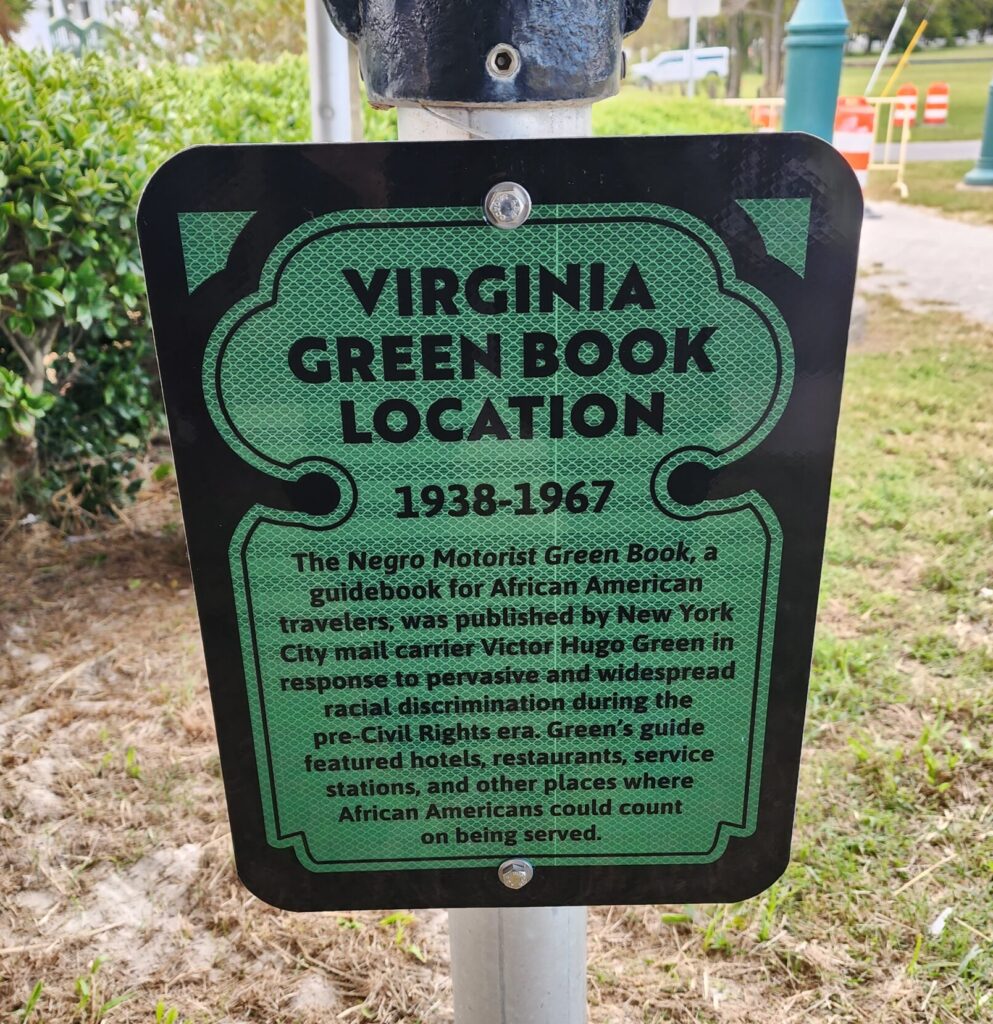 VIRGINIA
GREEN BOOK
LOCATION
1938-1967
The Negro Motorist Green Book, a
guidebook for African American
travelers, was published by New York
City mail carrier Victor Hugo Green in
response to pervasive and widespread
racial discrimination during the
pre-Civil Rights era. Green’s guide
featured hotels, restaurants, service
stations, and other places where
African Americans could count
on being served.